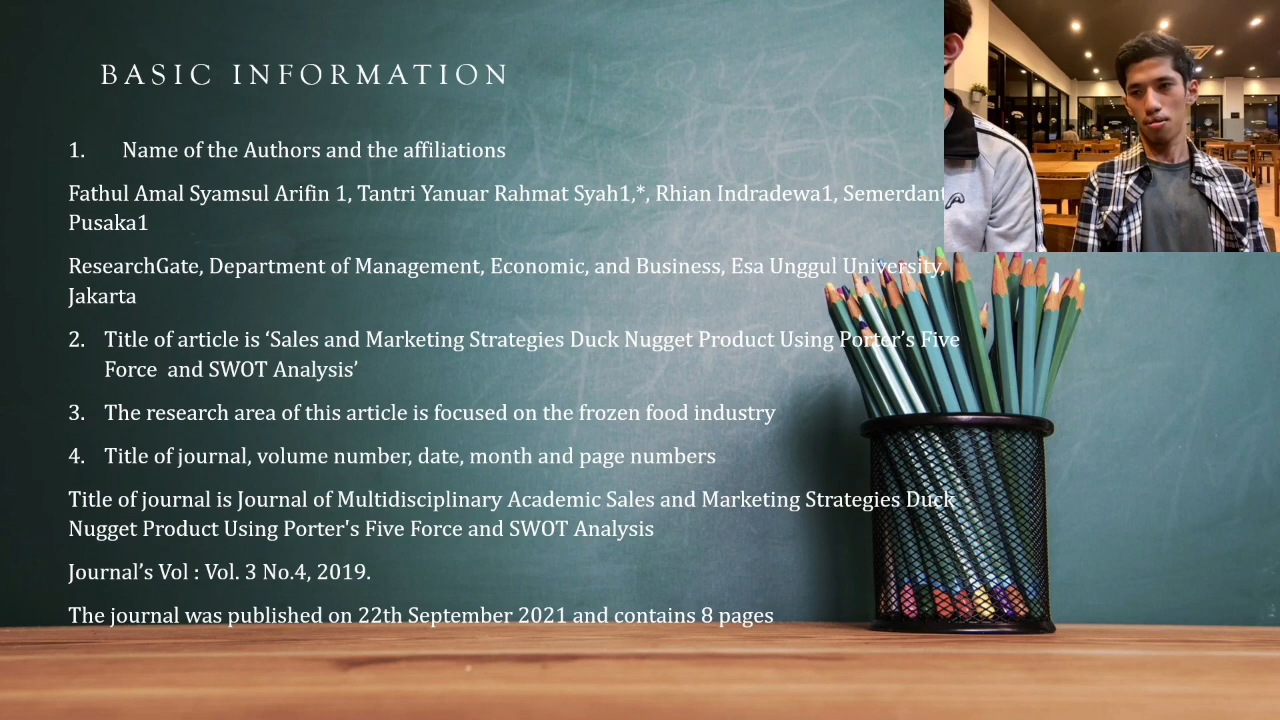 BASIC INFORMATION
1. Name of the Authors and the affiliations
Fathul Amal Syamsul Arifin 1, Tantri Yanuar Rahmat Syah1,*, Rhian Indradewa1, Semerdant
Pusaka1
ResearchGate, Department of Management, Economic, and Business, Esa Unggul University,
Jakarta
2. Title of article is ‘Sales and Marketing Strategies Duck Nugget Product Using Porter’s Five
Force and SWOT Analysis’
3. The research area of this article is focused on the frozen food industry
4. Title of journal, volume number, date, month and page numbers
Title of journal is Journal of Multidisciplinary Academic Sales and Marketing Strategies Duck
Nugget Product Using Porter's Five Force and SWOT Analysis
Journal’s Vol : Vol. 3 No.4, 2019.
The journal was published on 22th September 2021 and contains 8 pages